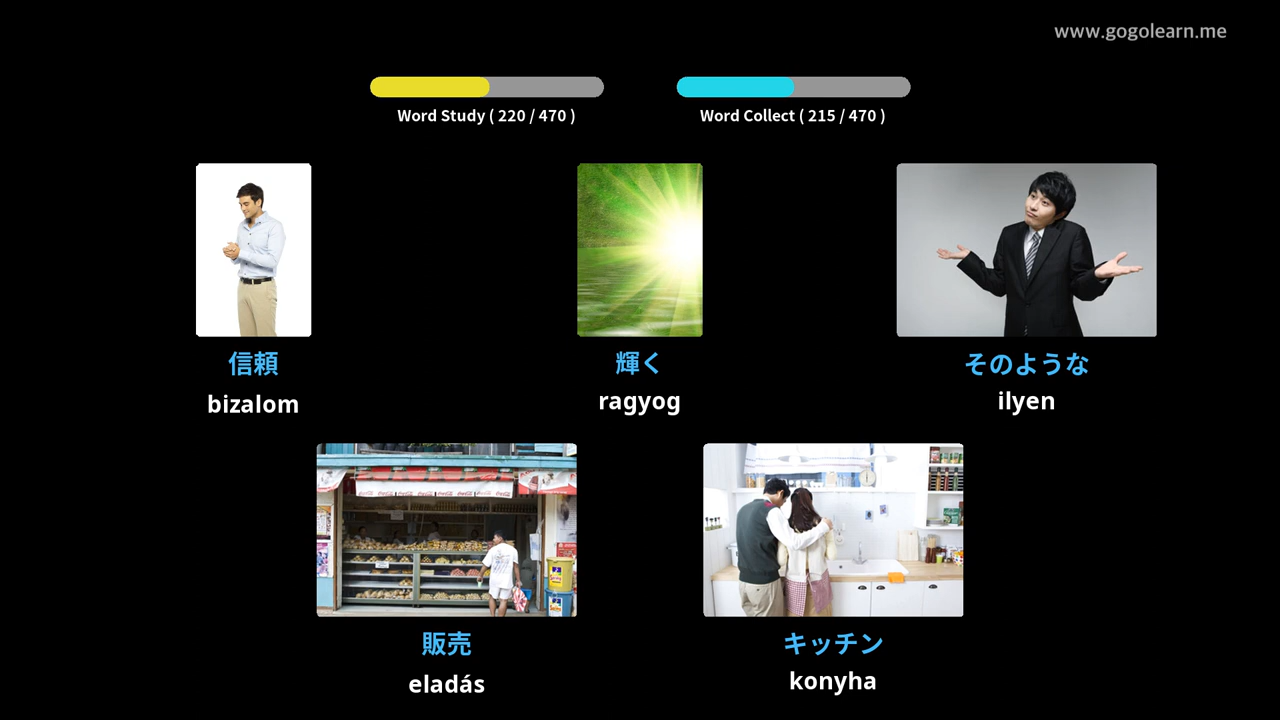 www.gogolearn.me
Word Study ( 220 / 470 )
Word Collect ( 215 / 470 )
信頼
bizalom
輝く
ragyog
そのような
ilyen
販売
eladás
キッチン
konyha